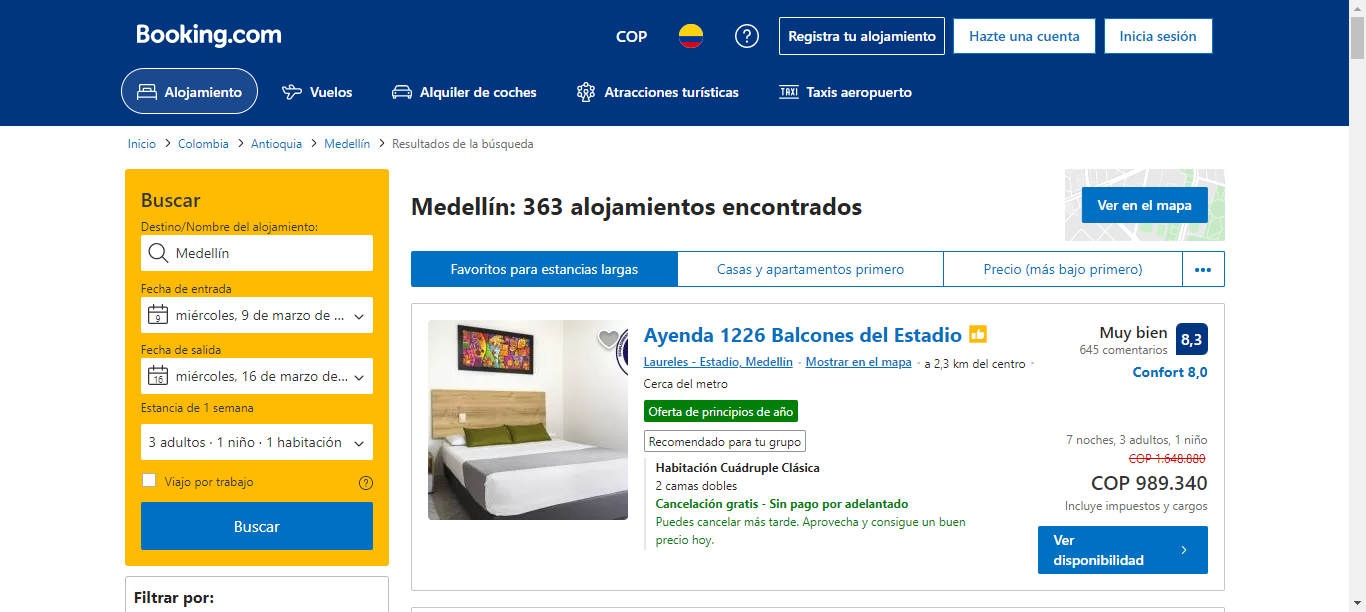 Booking.com
COP
Registra tu alojamiento
Hazte una cuenta
Inicia sesión
Alojamiento
Vuelos
Alquiler de coches
Atracciones turísticas
TAXI
Taxis aeropuerto
Inicio > Colombia > Antioquia > Medellín > Resultados de la búsqueda
Buscar
Destino/Nombre del alojamiento:
Medellín
Fecha de entrada
9
miércoles, 9 de marzo de ...
Fecha de salida
16
miércoles, 16 de marzo de...
Estancia de 1 semana
3 adultos · 1 niño · 1 habitación
Viajo por trabajo
Buscar
Filtrar por:
Medellín: 363 alojamientos encontrados
Ver en el mapa
Favoritos para estancias largas
Casas y apartamentos primero
Precio (más bajo primero)
Ayenda 1226 Balcones del Estadio
Laureles - Estadio, Medellín · Mostrar en el mapa · a 2,3 km del centro ·
Cerca del metro
Oferta de principios de año
Recomendado para tu grupo
Habitación Cuádruple Clásica
2 camas dobles
Cancelación gratis - Sin pago por adelantado
Puedes cancelar más tarde. Aprovecha y consigue un buen
precio hoy.
Muy bien
8,3
645 comentarios
Confort 8,0
7 noches, 3 adultos, 1 niño
COP 1.648.880
COP 989.340
Incluye impuestos y cargos
Ver
disponibilidad